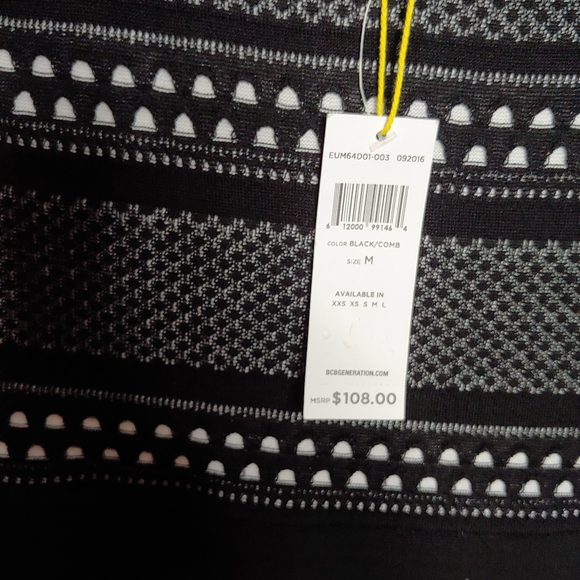 EUM64D01-003 092016
6 12000 99146 4
COLOR BLACK/COMB
SIZE M
AVAILABLE IN
XXS XS S M L
BCBGENERATION.COM
MSRP $108.00